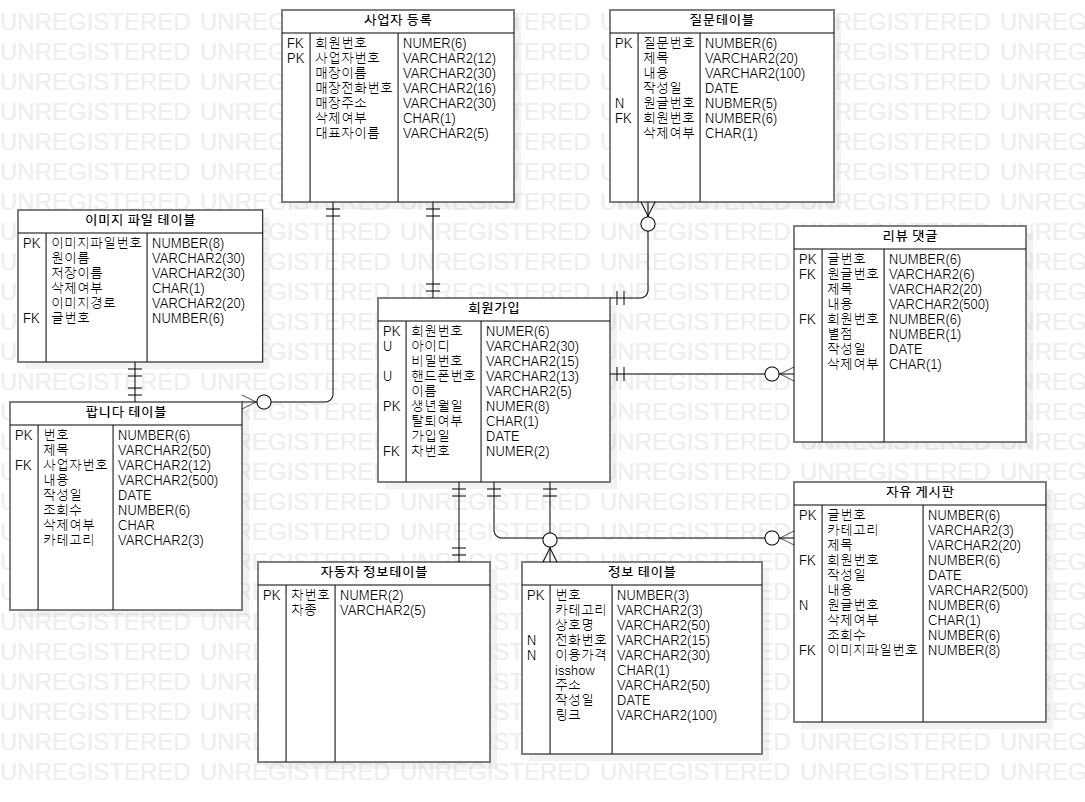 사업자 등록
FK 회원번호 NUMER(6)
PK 사업자번호 VARCHAR2(12)
매장이름 VARCHAR2(30)
매장전화번호 VARCHAR2(16)
매장주소 VARCHAR2(30)
삭제여부 CHAR(1)
대표자이름 VARCHAR2(5)
질문테이블
PK 질문번호 NUMBER(6)
제목 VARCHAR2(20)
내용 VARCHAR2(100)
작성일 DATE
N 원글번호 NUBMER(5)
FK 회원번호 NUMBER(6)
삭제여부 CHAR(1)
이미지 파일 테이블
PK 이미지파일번호 NUMBER(8)
원이름 VARCHAR2(30)
저장이름 VARCHAR2(30)
삭제여부 CHAR(1)
이미지경로 VARCHAR2(20)
FK 글번호 NUMBER(6)
리뷰 댓글
PK 글번호 NUMBER(6)
FK 원글번호 VARCHAR2(6)
제목 VARCHAR2(20)
내용 VARCHAR2(500)
FK 회원번호 NUMBER(6)
별점 NUMBER(1)
작성일 DATE
삭제여부 CHAR(1)
회원가입
PK 회원번호 NUMER(6)
U 아이디 VARCHAR2(30)
비밀번호 VARCHAR2(15)
U 핸드폰번호 VARCHAR2(13)
이름 VARCHAR2(5)
PK 생년월일 NUMER(8)
탈퇴여부 CHAR(1)
가입일 DATE
FK 차번호 NUMER(2)
팝니다 테이블
PK 번호 NUMBER(6)
제목 VARCHAR2(50)
FK 사업자번호 VARCHAR2(12)
내용 VARCHAR2(500)
작성일 DATE
조회수 NUMBER(6)
삭제여부 CHAR
카테고리 VARCHAR2(3)
자유 게시판
PK 글번호 NUMBER(6)
카테고리 VARCHAR2(3)
제목 VARCHAR2(20)
FK 회원번호 NUMBER(6)
작성일 DATE
내용 VARCHAR2(500)
N 원글번호 NUMBER(6)
삭제여부 CHAR(1)
조회수 NUMBER(6)
FK 이미지파일번호 NUMBER(8)
자동차 정보테이블
PK 차번호 NUMER(2)
차종 VARCHAR2(5)
정보 테이블
PK 번호 NUMBER(3)
카테고리 VARCHAR2(3)
상호명 VARCHAR2(50)
N 전화번호 VARCHAR2(15)
N 이용가격 VARCHAR2(30)
isshow CHAR(1)
주소 VARCHAR2(50)
작성일 DATE
링크 VARCHAR2(100)
UNREGISTERED